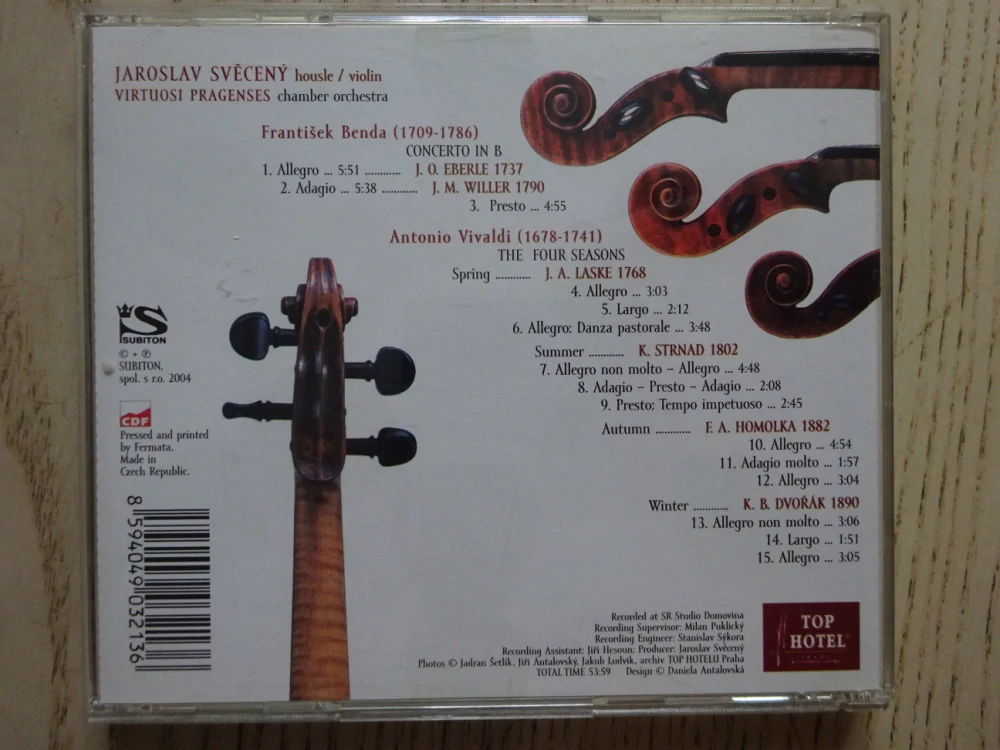 JAROSLAV SVĚCENÝ housle / violin
VIRTUOSI PRAGENSES chamber orchestra
František Benda (1709-1786)
CONCERTO IN B
1. Allegro ... 5:51 ............ J. O. EBERLE 1737
2. Adagio ... 5:38 ............ J. M. WILLER 1790
3. Presto ... 4:55
Antonio Vivaldi (1678-1741)
THE FOUR SEASONS
Spring ............ J. A. LASKE 1768
4. Allegro ... 3:03
5. Largo ... 2:12
6. Allegro: Danza pastorale ... 3:48
Summer ............ K. STRNAD 1802
7. Allegro non molto – Allegro ... 4:48
8. Adagio – Presto – Adagio ... 2:08
9. Presto; Tempo impetuoso ... 2:45
Autumn ............ F. A. HOMOLKA 1882
10. Allegro ... 4:54
11. Adagio molto ... 1:57
12. Allegro ... 3:04
Winter ............ K. B. DVOŘÁK 1890
13. Allegro non molto ... 3:06
14. Largo ... 1:51
15. Allegro ... 3:05
S
SUBITON
© + ℗
SUBITON,
spol. s r.o. 2004
CDF
Pressed and printed
by Fermata.
Made in
Czech Republic.
8 594049 032136
Recorded at SR Studio Domovina
Recording Supervisor: Milan Puklický
Recording Engineer: Stanislav Sýkora
Recording Assistant: Jiří Hesoun; Producer: Jaroslav Svěcený
Photos © Jadran Šetlík, Jiří Antalovský, Jakub Ludvík, archiv TOP HOTELU Praha
TOTAL TIME 53:59 Design © Daniela Antalovská
TOP
HOTEL